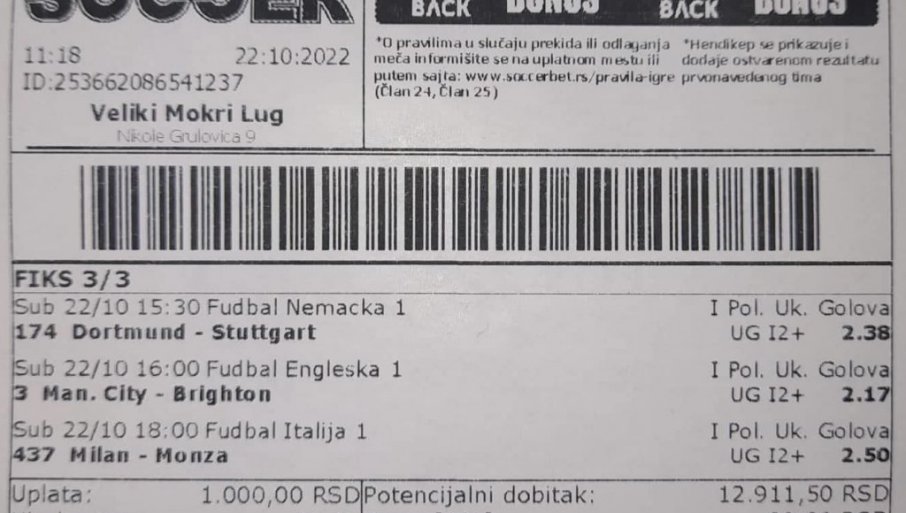 SOCCER
BACK BONUS BACK BONUS
11:18 22:10:2022
ID:253662086541237
Veliki Mokri Lug
Nikole Grulovica 9
*O pravilima u slučaju prekida ili odlaganja
meča informišite se na uplatnom mestu ili
putem sajta: www.soccerbet.rs/pravila-igre
(Član 24, Član 25)
*Hendikep se prikazuje i
dodaje ostvarenom rezultatu
prvonavedenog tima
FIKS 3/3
Sub 22/10 15:30 Fudbal Nemacka 1 I Pol. Uk. Golova
174 Dortmund - Stuttgart UG I2+ 2.38
Sub 22/10 16:00 Fudbal Engleska 1 I Pol. Uk. Golova
3 Man. City - Brighton UG I2+ 2.17
Sub 22/10 18:00 Fudbal Italija 1 I Pol. Uk. Golova
437 Milan - Monza UG I2+ 2.50
Uplata: 1.000,00 RSD Potencijalni dobitak: 12.911,50 RSD